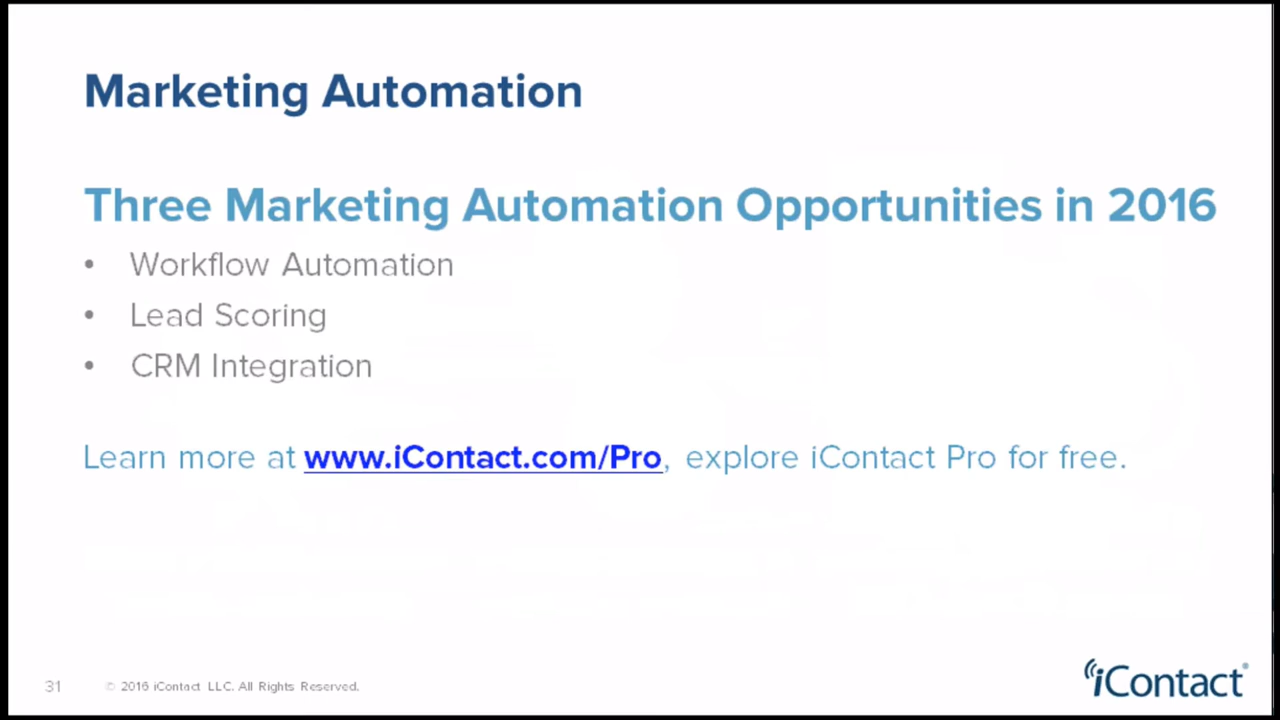 Marketing Automation
Three Marketing Automation Opportunities in 2016
• Workflow Automation
• Lead Scoring
• CRM Integration
Learn more at www.iContact.com/Pro, explore iContact Pro for free.
31 © 2016 iContact LLC. All Rights Reserved.
iContact®